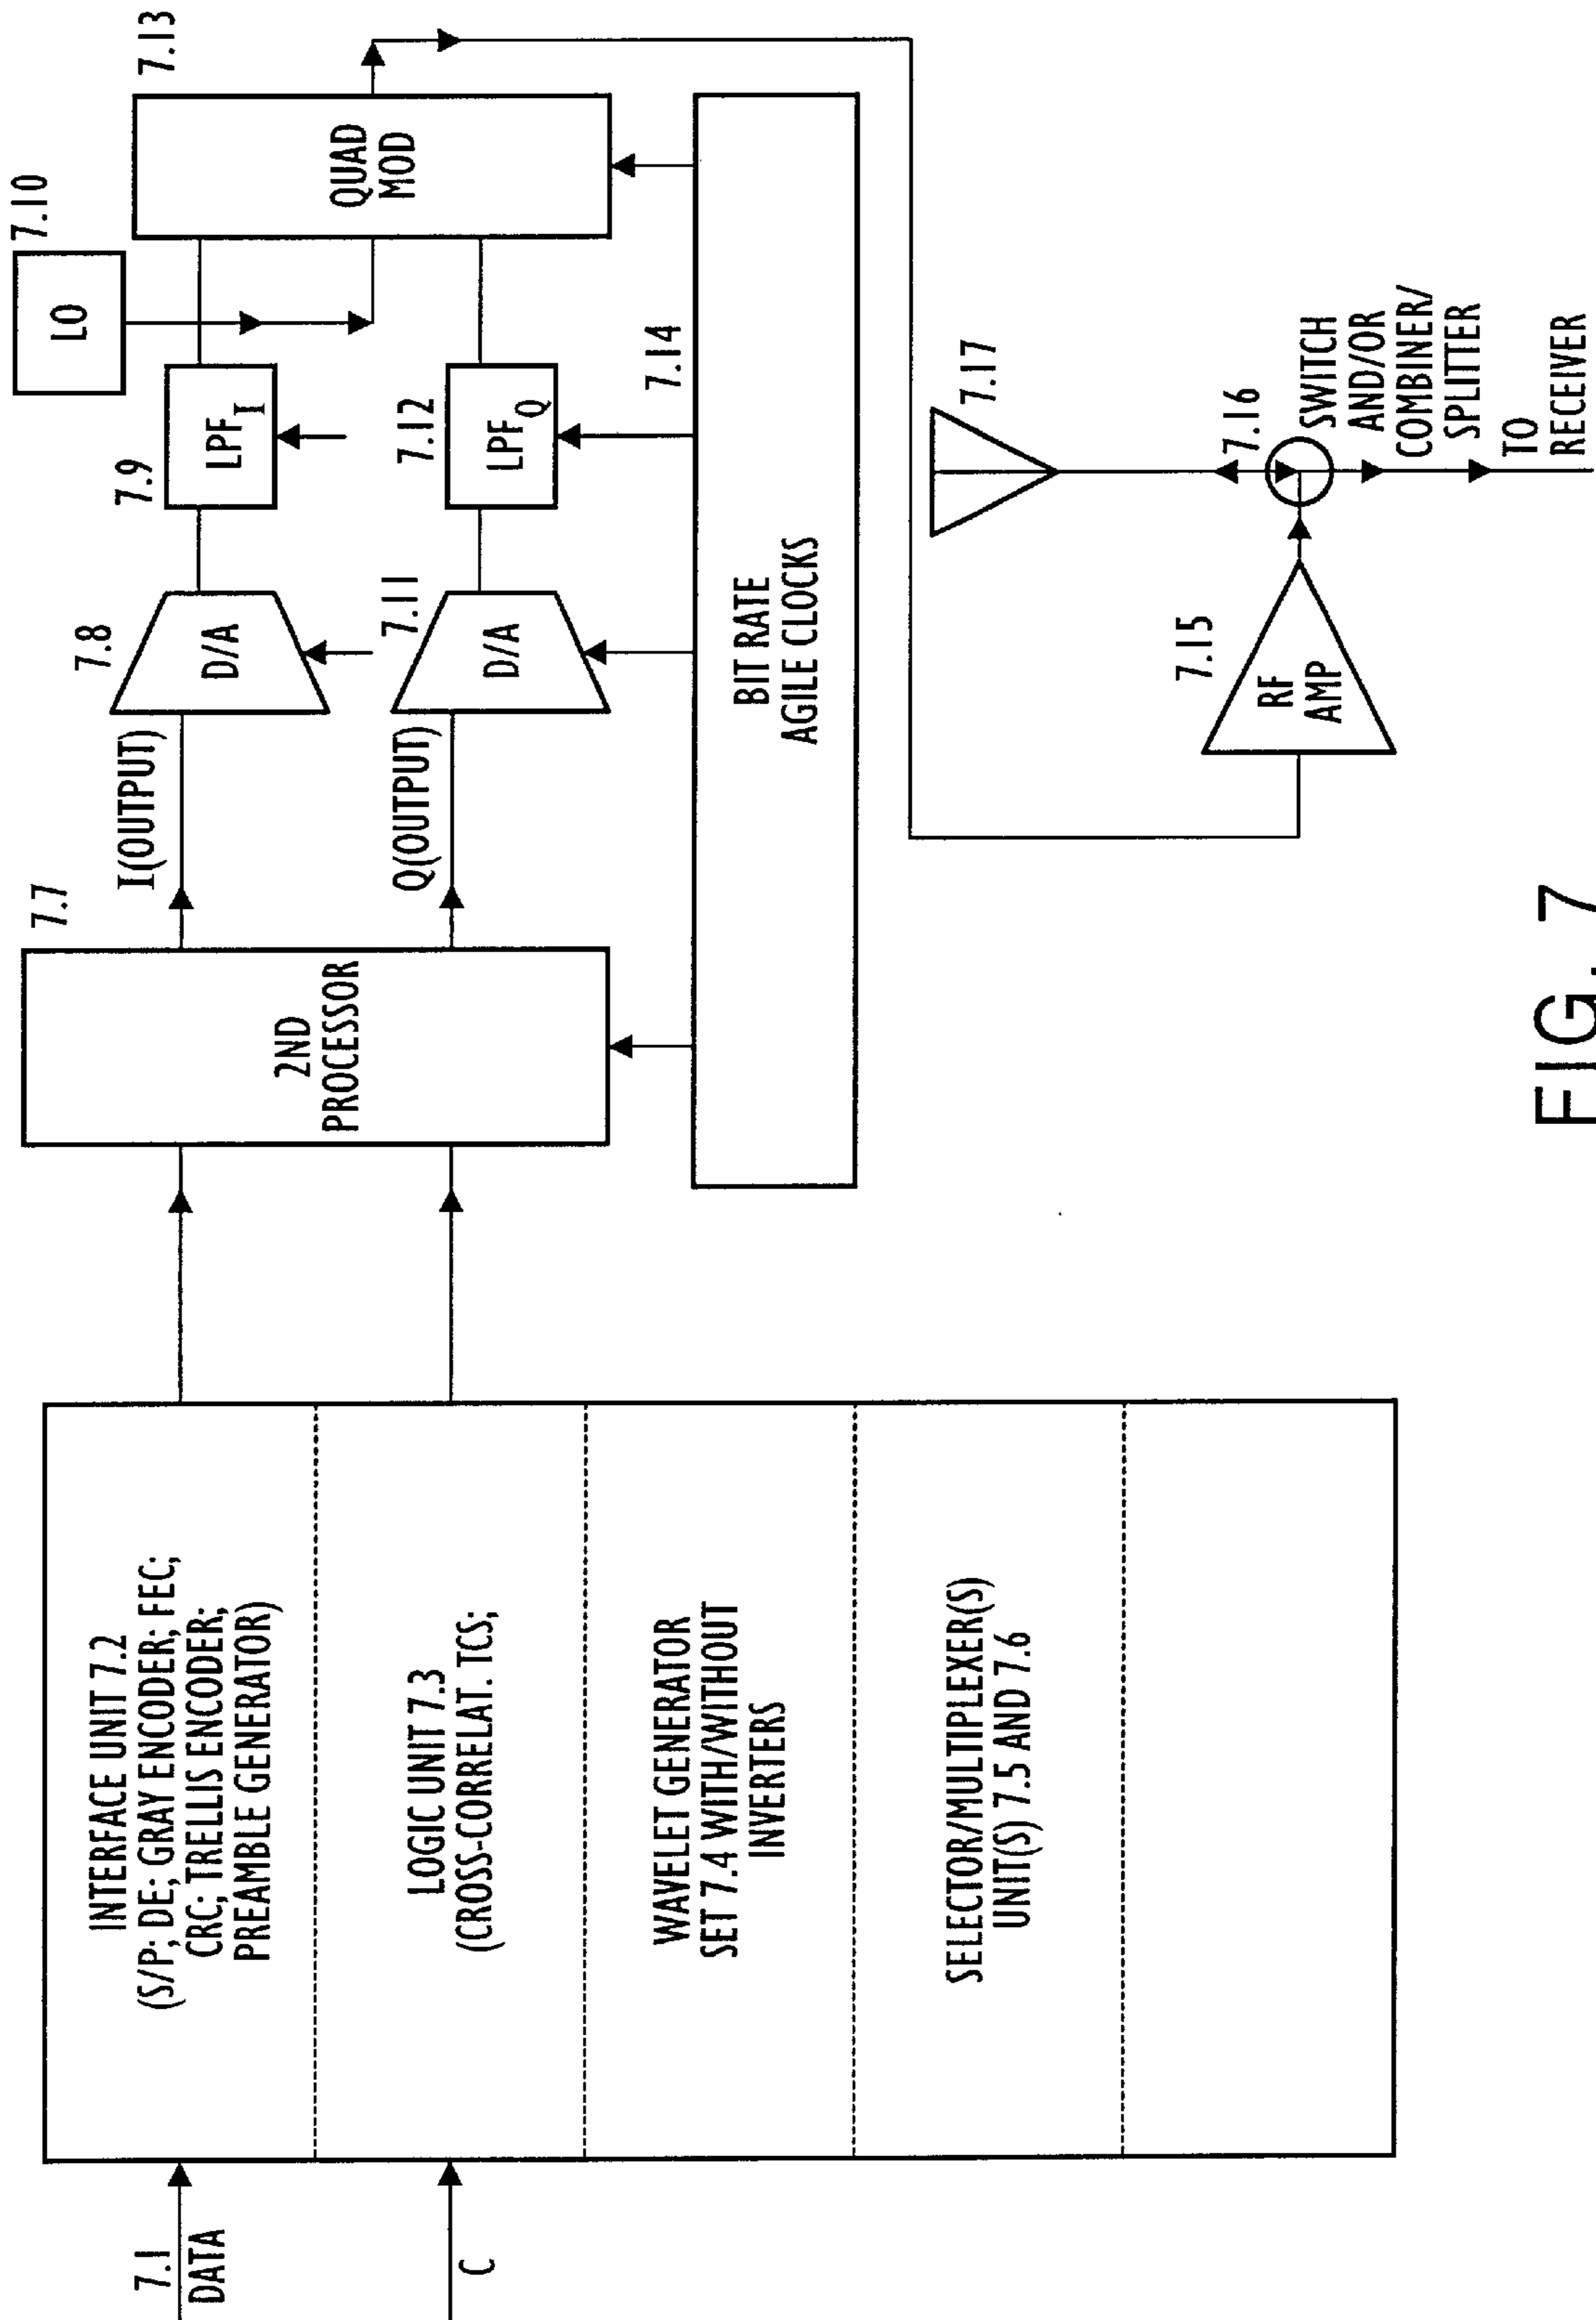 7.1
DATA
C
INTERFACE UNIT 7.2
(S/P; DE; GRAY ENCODER; FEC;
CRC; TRELLIS ENCODER;
PREAMBLE GENERATOR)
LOGIC UNIT 7.3
(CROSS-CORRELAT. TCS;
WAVELET GENERATOR
SET 7.4 WITH/WITHOUT
INVERTERS
SELECTOR/MULTIPLEXER(S)
UNIT(S) 7.5 AND 7.6
7.7
2ND
PROCESSOR
I(OUTPUT)
Q(OUTPUT)
7.8
D/A
7.11
D/A
7.9
LPF I
7.12
LPF Q
7.10
LO
7.13
QUAD
MOD
7.14
BIT RATE
AGILE CLOCKS
7.15
RF
AMP
7.17
7.16
SWITCH
AND/OR
COMBINER/
SPLITTER
TO
RECEIVER
FIG. 7